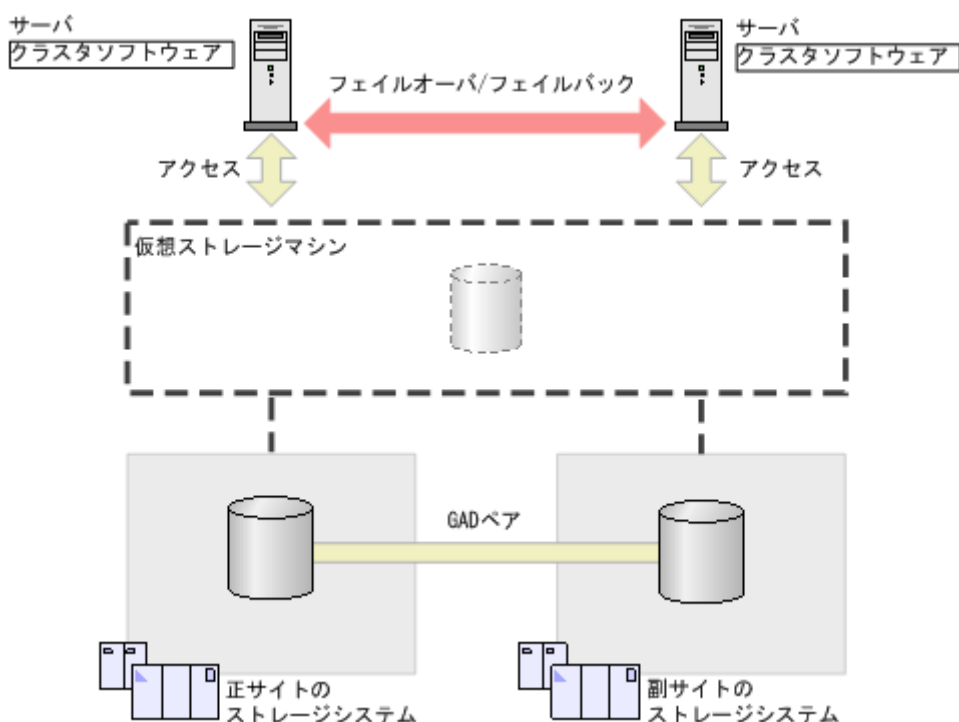 サーバ
クラスタソフトウェア
サーバ
クラスタソフトウェア
フェイルオーバ/フェイルバック
アクセス
アクセス
仮想ストレージマシン
GADペア
正サイトの
ストレージシステム
副サイトの
ストレージシステム